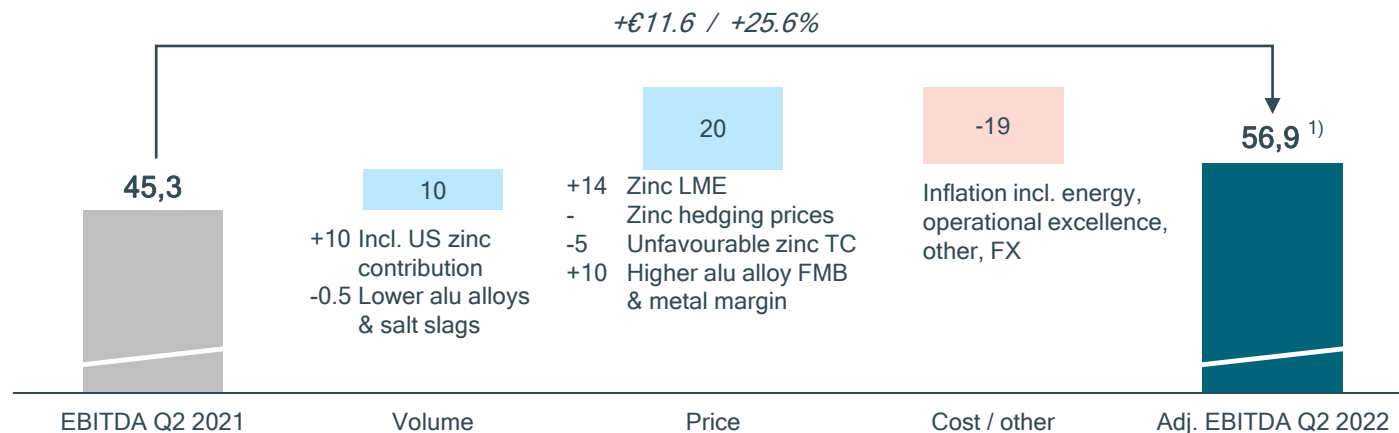 +€11.6 / +25.6%
45,3
10
+10 Incl. US zinc
contribution
-0.5 Lower alu alloys
& salt slags
20
+14 Zinc LME
- Zinc hedging prices
-5 Unfavourable zinc TC
+10 Higher alu alloy FMB
& metal margin
-19
Inflation incl. energy,
operational excellence,
other, FX
56,9 1)
EBITDA Q2 2021
Volume
Price
Cost / other
Adj. EBITDA Q2 2022